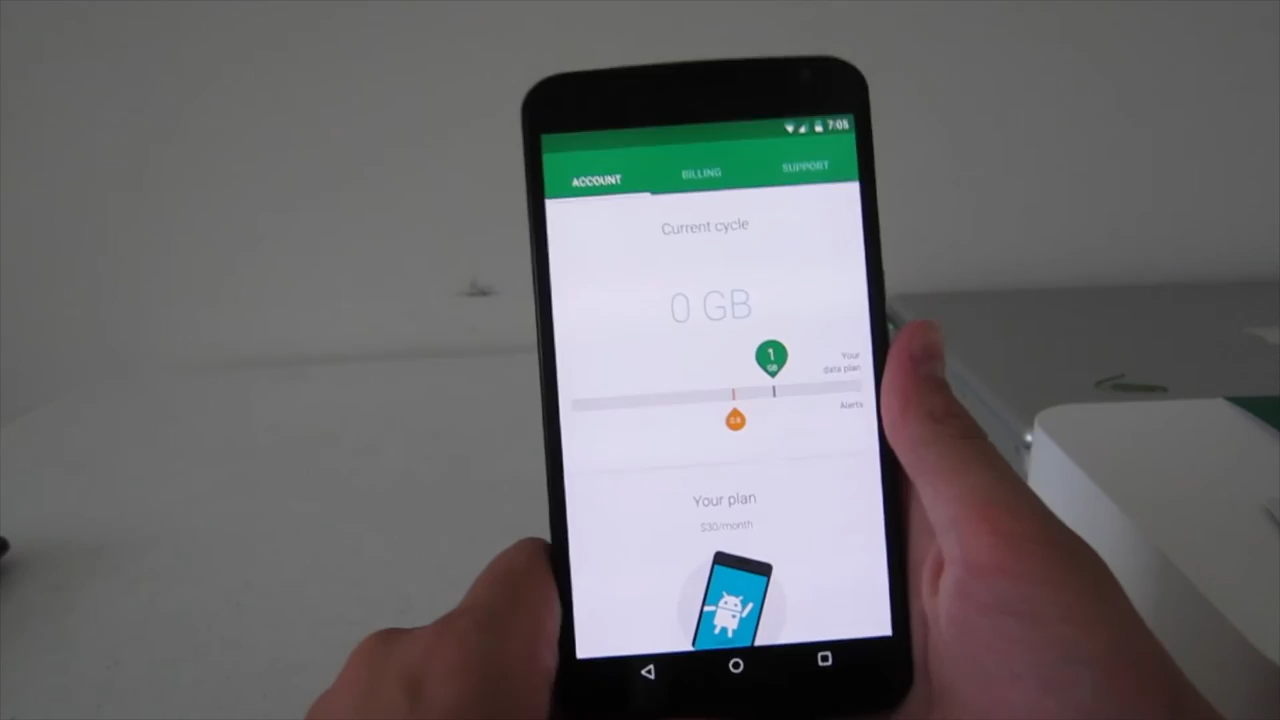 7:05
ACCOUNT BILLING SUPPORT
Current cycle
0 GB
1
GB
Your
data plan
Alerts
Your plan
$30/month